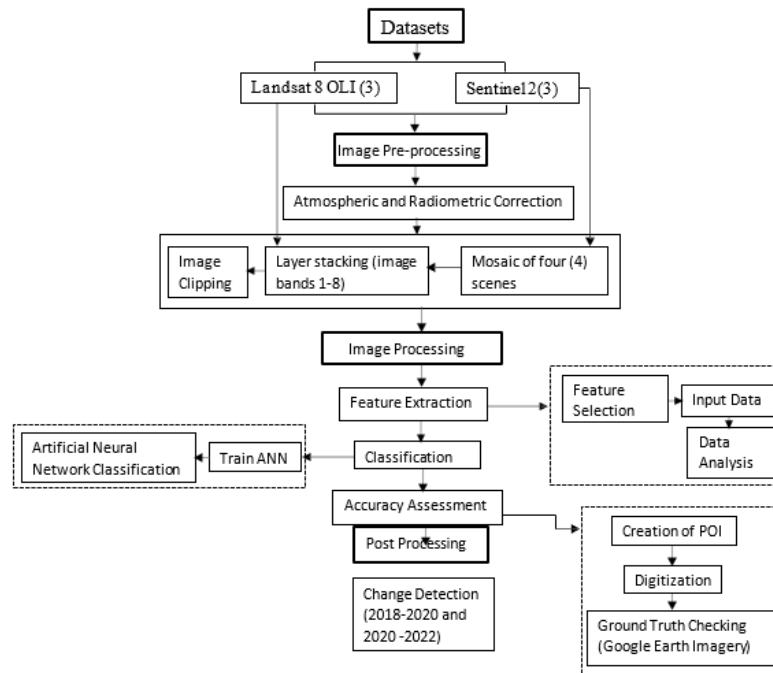 Datasets
Landsat 8 OLI (3)
Sentinel2(3)
Image Pre-processing
Atmospheric and Radiometric Correction
Image
Clipping
Layer stacking (image
bands 1-8)
Mosaic of four (4)
scenes
Image Processing
Feature Extraction
Feature
Selection
Input Data
Data
Analysis
Artificial Neural
Network Classification
Train ANN
Classification
Accuracy Assessment
Post Processing
Creation of POI
Digitization
Ground Truth Checking
(Google Earth Imagery)
Change Detection
(2018-2020 and
2020 -2022)